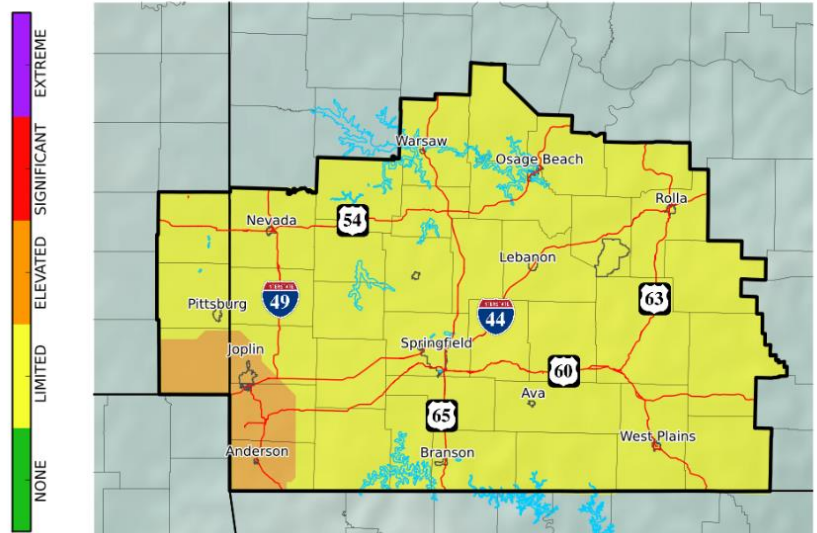 EXTREME
SIGNIFICANT
ELEVATED
LIMITED
NONE
Warsaw
Osage Beach
Rolla
Nevada
54
Lebanon
Pittsburg
49
44
63
Joplin
Springfield
60
65
Ava
Anderson
Branson
West Plains